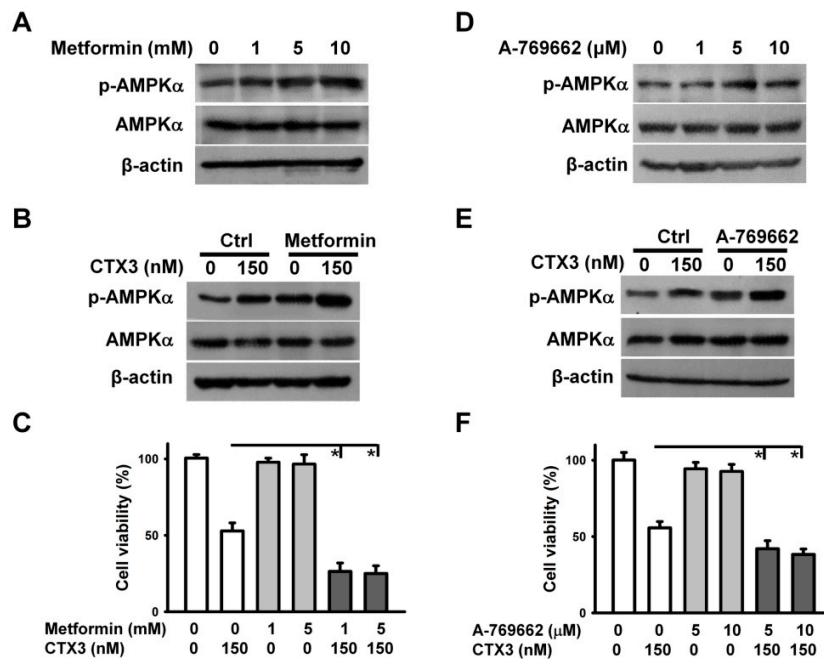 A
Metformin (mM) 0 1 5 10
p-AMPKα
AMPKα
β-actin
B
Ctrl Metformin
CTX3 (nM) 0 150 0 150
p-AMPKα
AMPKα
β-actin
C
Cell viability (%)
100
50
0
* *
Metformin (mM) 0 0 1 5 1 5
CTX3 (nM) 0 150 0 0 150 150
D
A-769662 (μM) 0 1 5 10
p-AMPKα
AMPKα
β-actin
E
Ctrl A-769662
CTX3 (nM) 0 150 0 150
p-AMPKα
AMPKα
β-actin
F
Cell viability (%)
100
50
0
* *
A-769662 (μM) 0 0 5 10 5 10
CTX3 (nM) 0 150 0 0 150 150